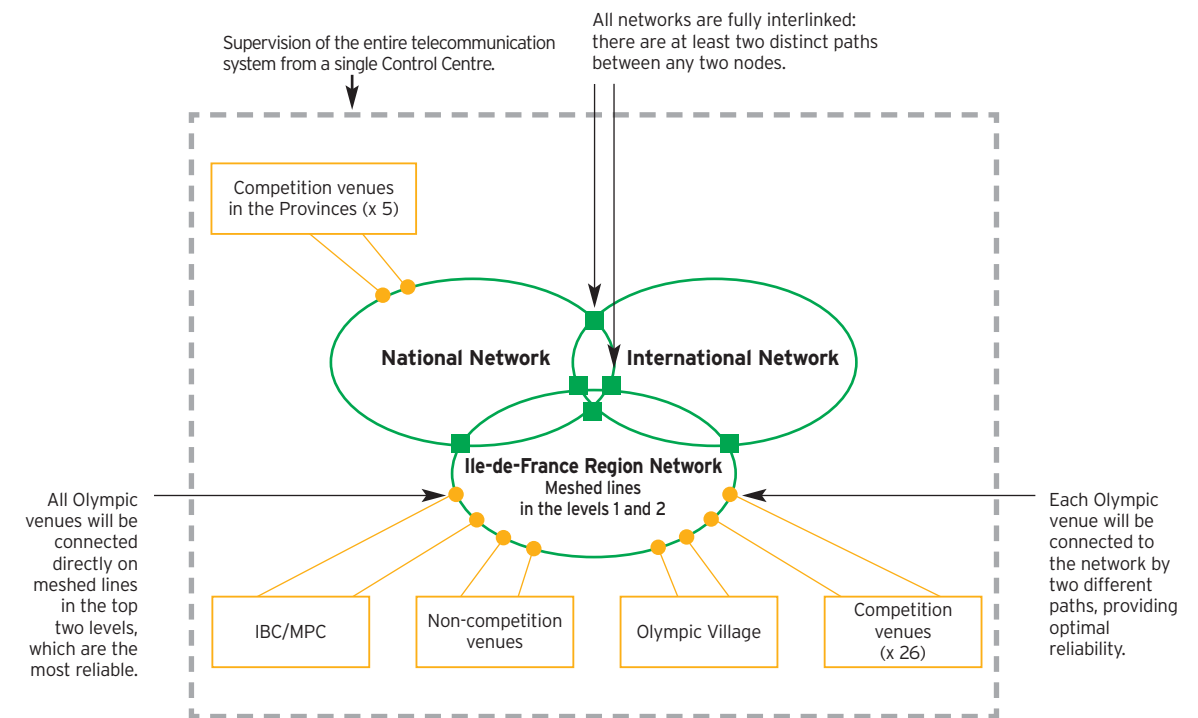 Supervision of the entire telecommunication
system from a single Control Centre.
All networks are fully interlinked:
there are at least two distinct paths
between any two nodes.
Competition venues
in the Provinces (x 5)
National Network
International Network
Ile-de-France Region Network
Meshed lines
in the levels 1 and 2
All Olympic
venues will be
connected
directly on
meshed lines
in the top
two levels,
which are the
most reliable.
Each Olympic
venue will be
connected to
the network by
two different
paths, providing
optimal
reliability.
IBC/MPC
Non-competition
venues
Olympic Village
Competition
venues
(x 26)